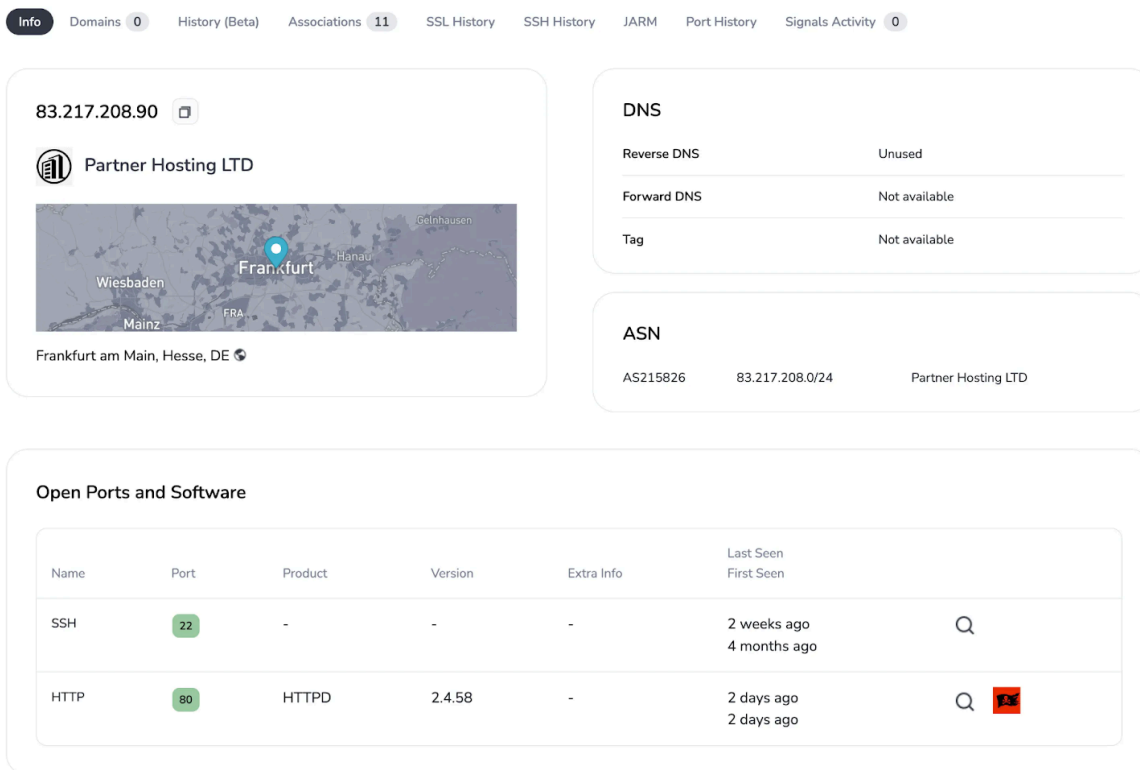 Info Domains 0 History (Beta) Associations 11 SSL History SSH History JARM Port History Signals Activity 0
83.217.208.90
Partner Hosting LTD
Gelnhausen
Hanau
Frankfurt
Wiesbaden
FRA
Mainz
Frankfurt am Main, Hesse, DE
DNS
Reverse DNS Unused
Forward DNS Not available
Tag Not available
ASN
AS215826 83.217.208.0/24 Partner Hosting LTD
Open Ports and Software
Last Seen
Name Port Product Version Extra Info First Seen
SSH 22 - - - 2 weeks ago
4 months ago
HTTP 80 HTTPD 2.4.58 - 2 days ago
2 days ago